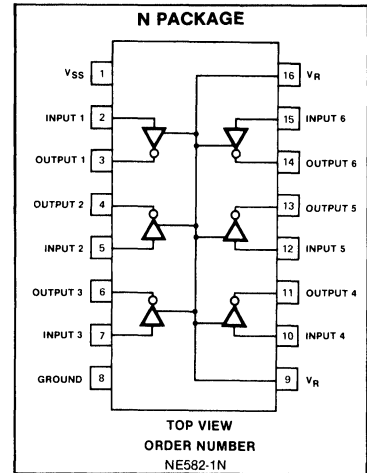 N PACKAGE
VSS 1 16 VR
INPUT 1 2 15 INPUT 6
OUTPUT 1 3 14 OUTPUT 6
OUTPUT 2 4 13 OUTPUT 5
INPUT 2 5 12 INPUT 5
OUTPUT 3 6 11 OUTPUT 4
INPUT 3 7 10 INPUT 4
GROUND 8 9 VR
TOP VIEW
ORDER NUMBER
NE582-1N